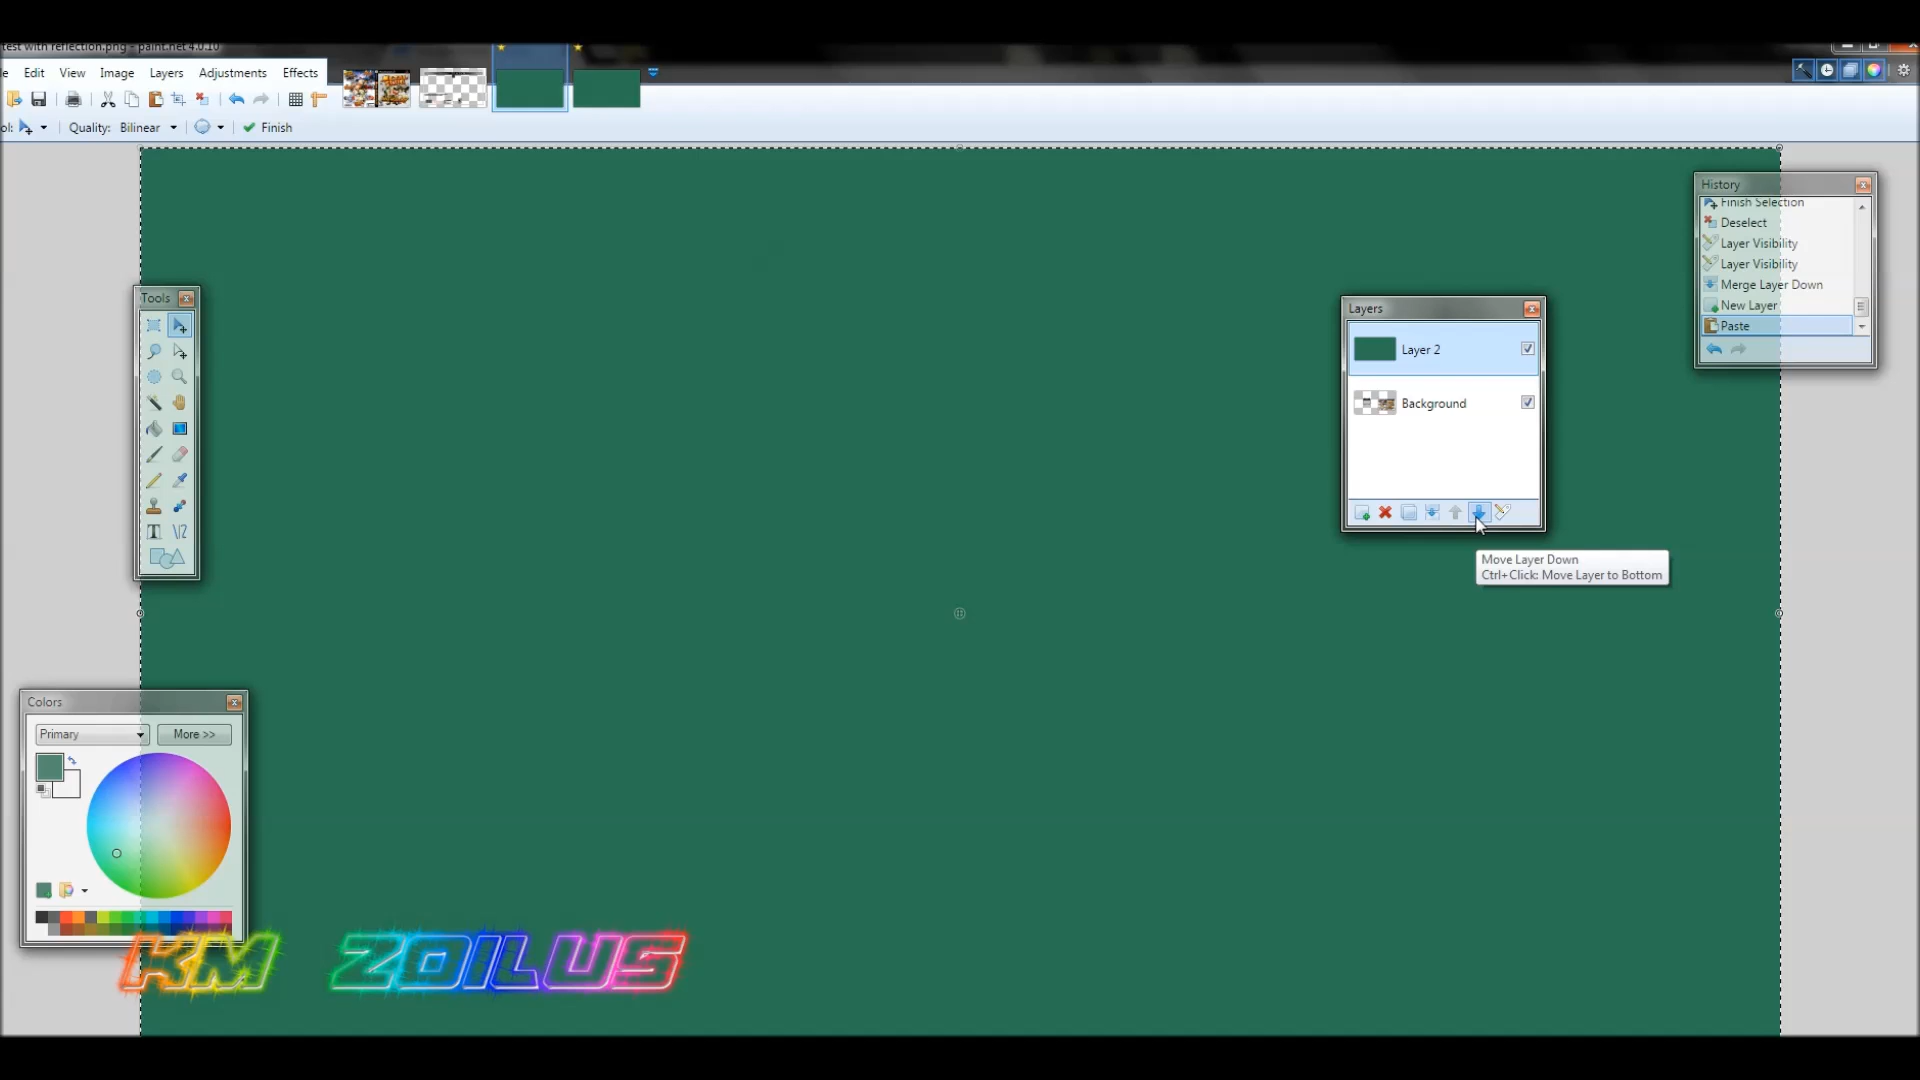 test with reflection.png - paint.net 4.0.10
Edit View Image Layers Adjustments Effects
Quality: Bilinear Finish
History
Finish Selection
Deselect
Layer Visibility
Layer Visibility
Merge Layer Down
New Layer
Paste
Tools
Layers
Layer 2
Background
Move Layer Down
Ctrl+Click: Move Layer to Bottom
Colors
Primary More >>
KM ZOILUS